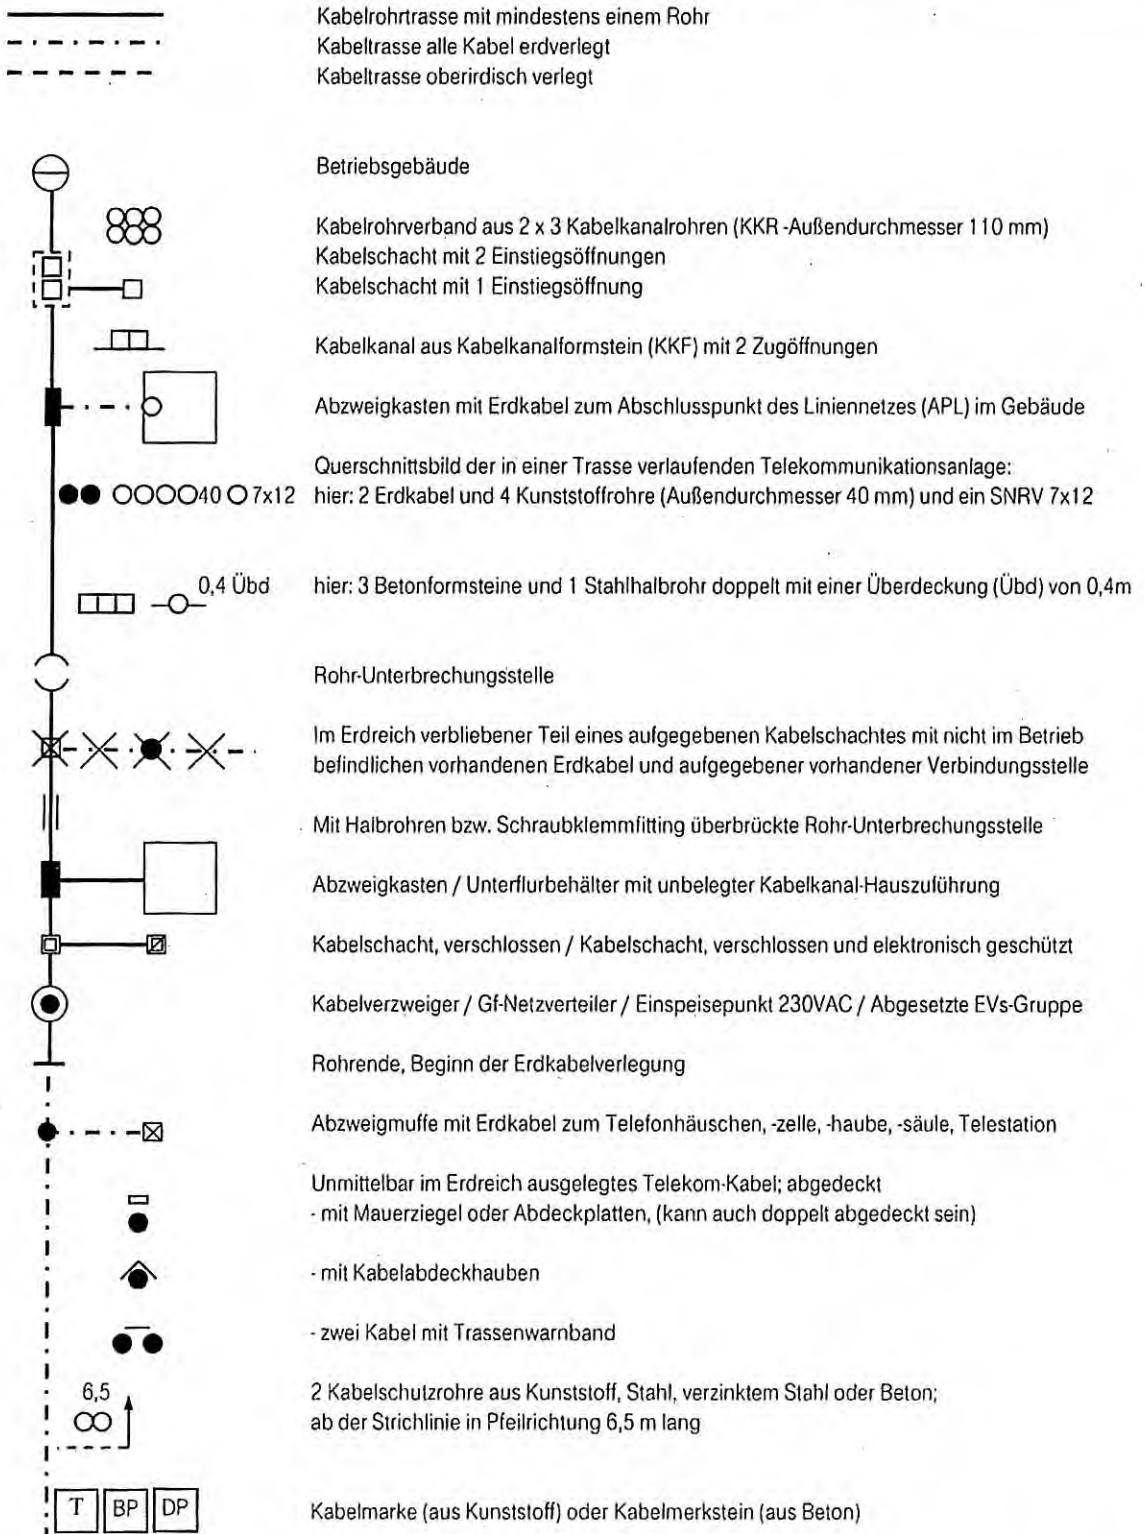 Kabelrohrtrasse mit mindestens einem Rohr
Kabeltrasse alle Kabel erdverlegt
Kabeltrasse oberirdisch verlegt
Betriebsgebäude
Kabelrohrverband aus 2 x 3 Kabelkanalrohren (KKR -Außendurchmesser 110 mm)
Kabelschacht mit 2 Einstiegsöffnungen
Kabelschacht mit 1 Einstiegsöffnung
Kabelkanal aus Kabelkanalformstein (KKF) mit 2 Zugöffnungen
Abzweigkasten mit Erdkabel zum Abschlusspunkt des Liniennetzes (APL) im Gebäude
Querschnittsbild der in einer Trasse verlaufenden Telekommunikationsanlage:
40 7x12 hier: 2 Erdkabel und 4 Kunststoffrohre (Außendurchmesser 40 mm) und ein SNRV 7x12
0,4 Übd hier: 3 Betonformsteine und 1 Stahlhalbrohr doppelt mit einer Überdeckung (Übd) von 0,4m
Rohr-Unterbrechungsstelle
Im Erdreich verbliebener Teil eines aufgegebenen Kabelschachtes mit nicht im Betrieb
befindlichen vorhandenen Erdkabel und aufgegebener vorhandener Verbindungsstelle
Mit Halbrohren bzw. Schraubklemmfitting überbrückte Rohr-Unterbrechungsstelle
Abzweigkasten / Unterflurbehälter mit unbelegter Kabelkanal-Hauszuführung
Kabelschacht, verschlossen / Kabelschacht, verschlossen und elektronisch geschützt
Kabelverzweiger / Gf-Netzverteiler / Einspeisepunkt 230VAC / Abgesetzte EVs-Gruppe
Rohrende, Beginn der Erdkabelverlegung
Abzweigmuffe mit Erdkabel zum Telefonhäuschen, -zelle, -haube, -säule, Telestation
Unmittelbar im Erdreich ausgelegtes Telekom-Kabel; abgedeckt
- mit Mauerziegel oder Abdeckplatten, (kann auch doppelt abgedeckt sein)
- mit Kabelabdeckhauben
- zwei Kabel mit Trassenwarnband
6,5 2 Kabelschutzrohre aus Kunststoff, Stahl, verzinktem Stahl oder Beton;
ab der Strichlinie in Pfeilrichtung 6,5 m lang
T BP DP Kabelmarke (aus Kunststoff) oder Kabelmerkstein (aus Beton)